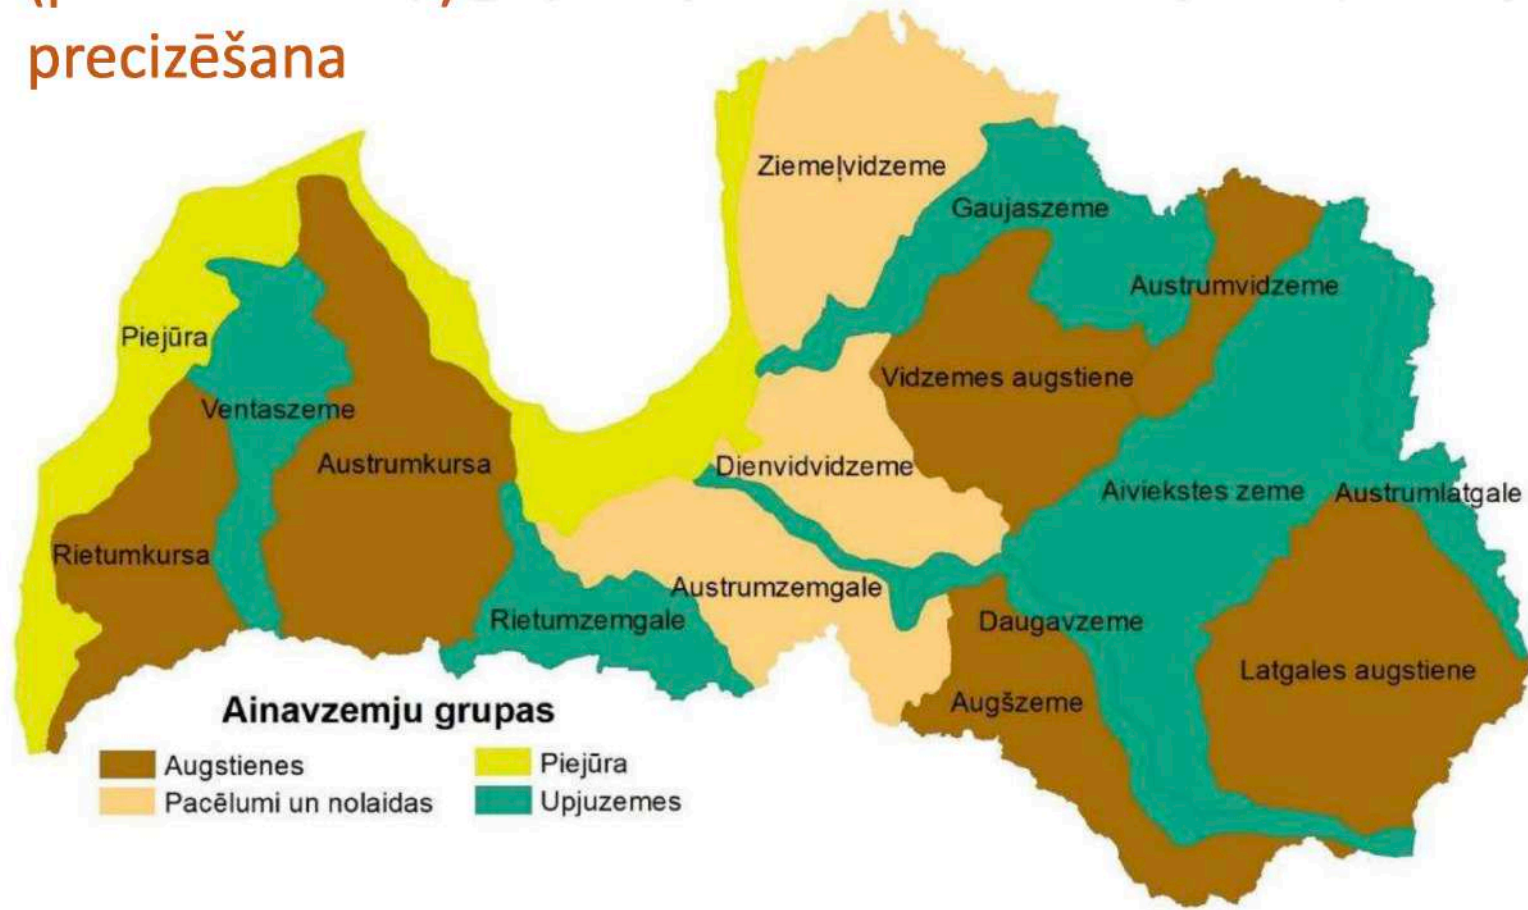 precizēšana
Ziemeļvidzeme
Gaujaszeme
Austrumvidzeme
Piejūra
Vidzemes augstiene
Ventaszeme
Austrumkursa
Dienvidvidzeme
Aiviekstes zeme
Austrumlatgale
Rietumkursa
Austrumzemgale
Rietumzemgale
Daugavzeme
Latgales augstiene
Augšzeme
Ainavzemju grupas
Augstienes
Piejūra
Pacēlumi un nolaidas
Upjuzemes